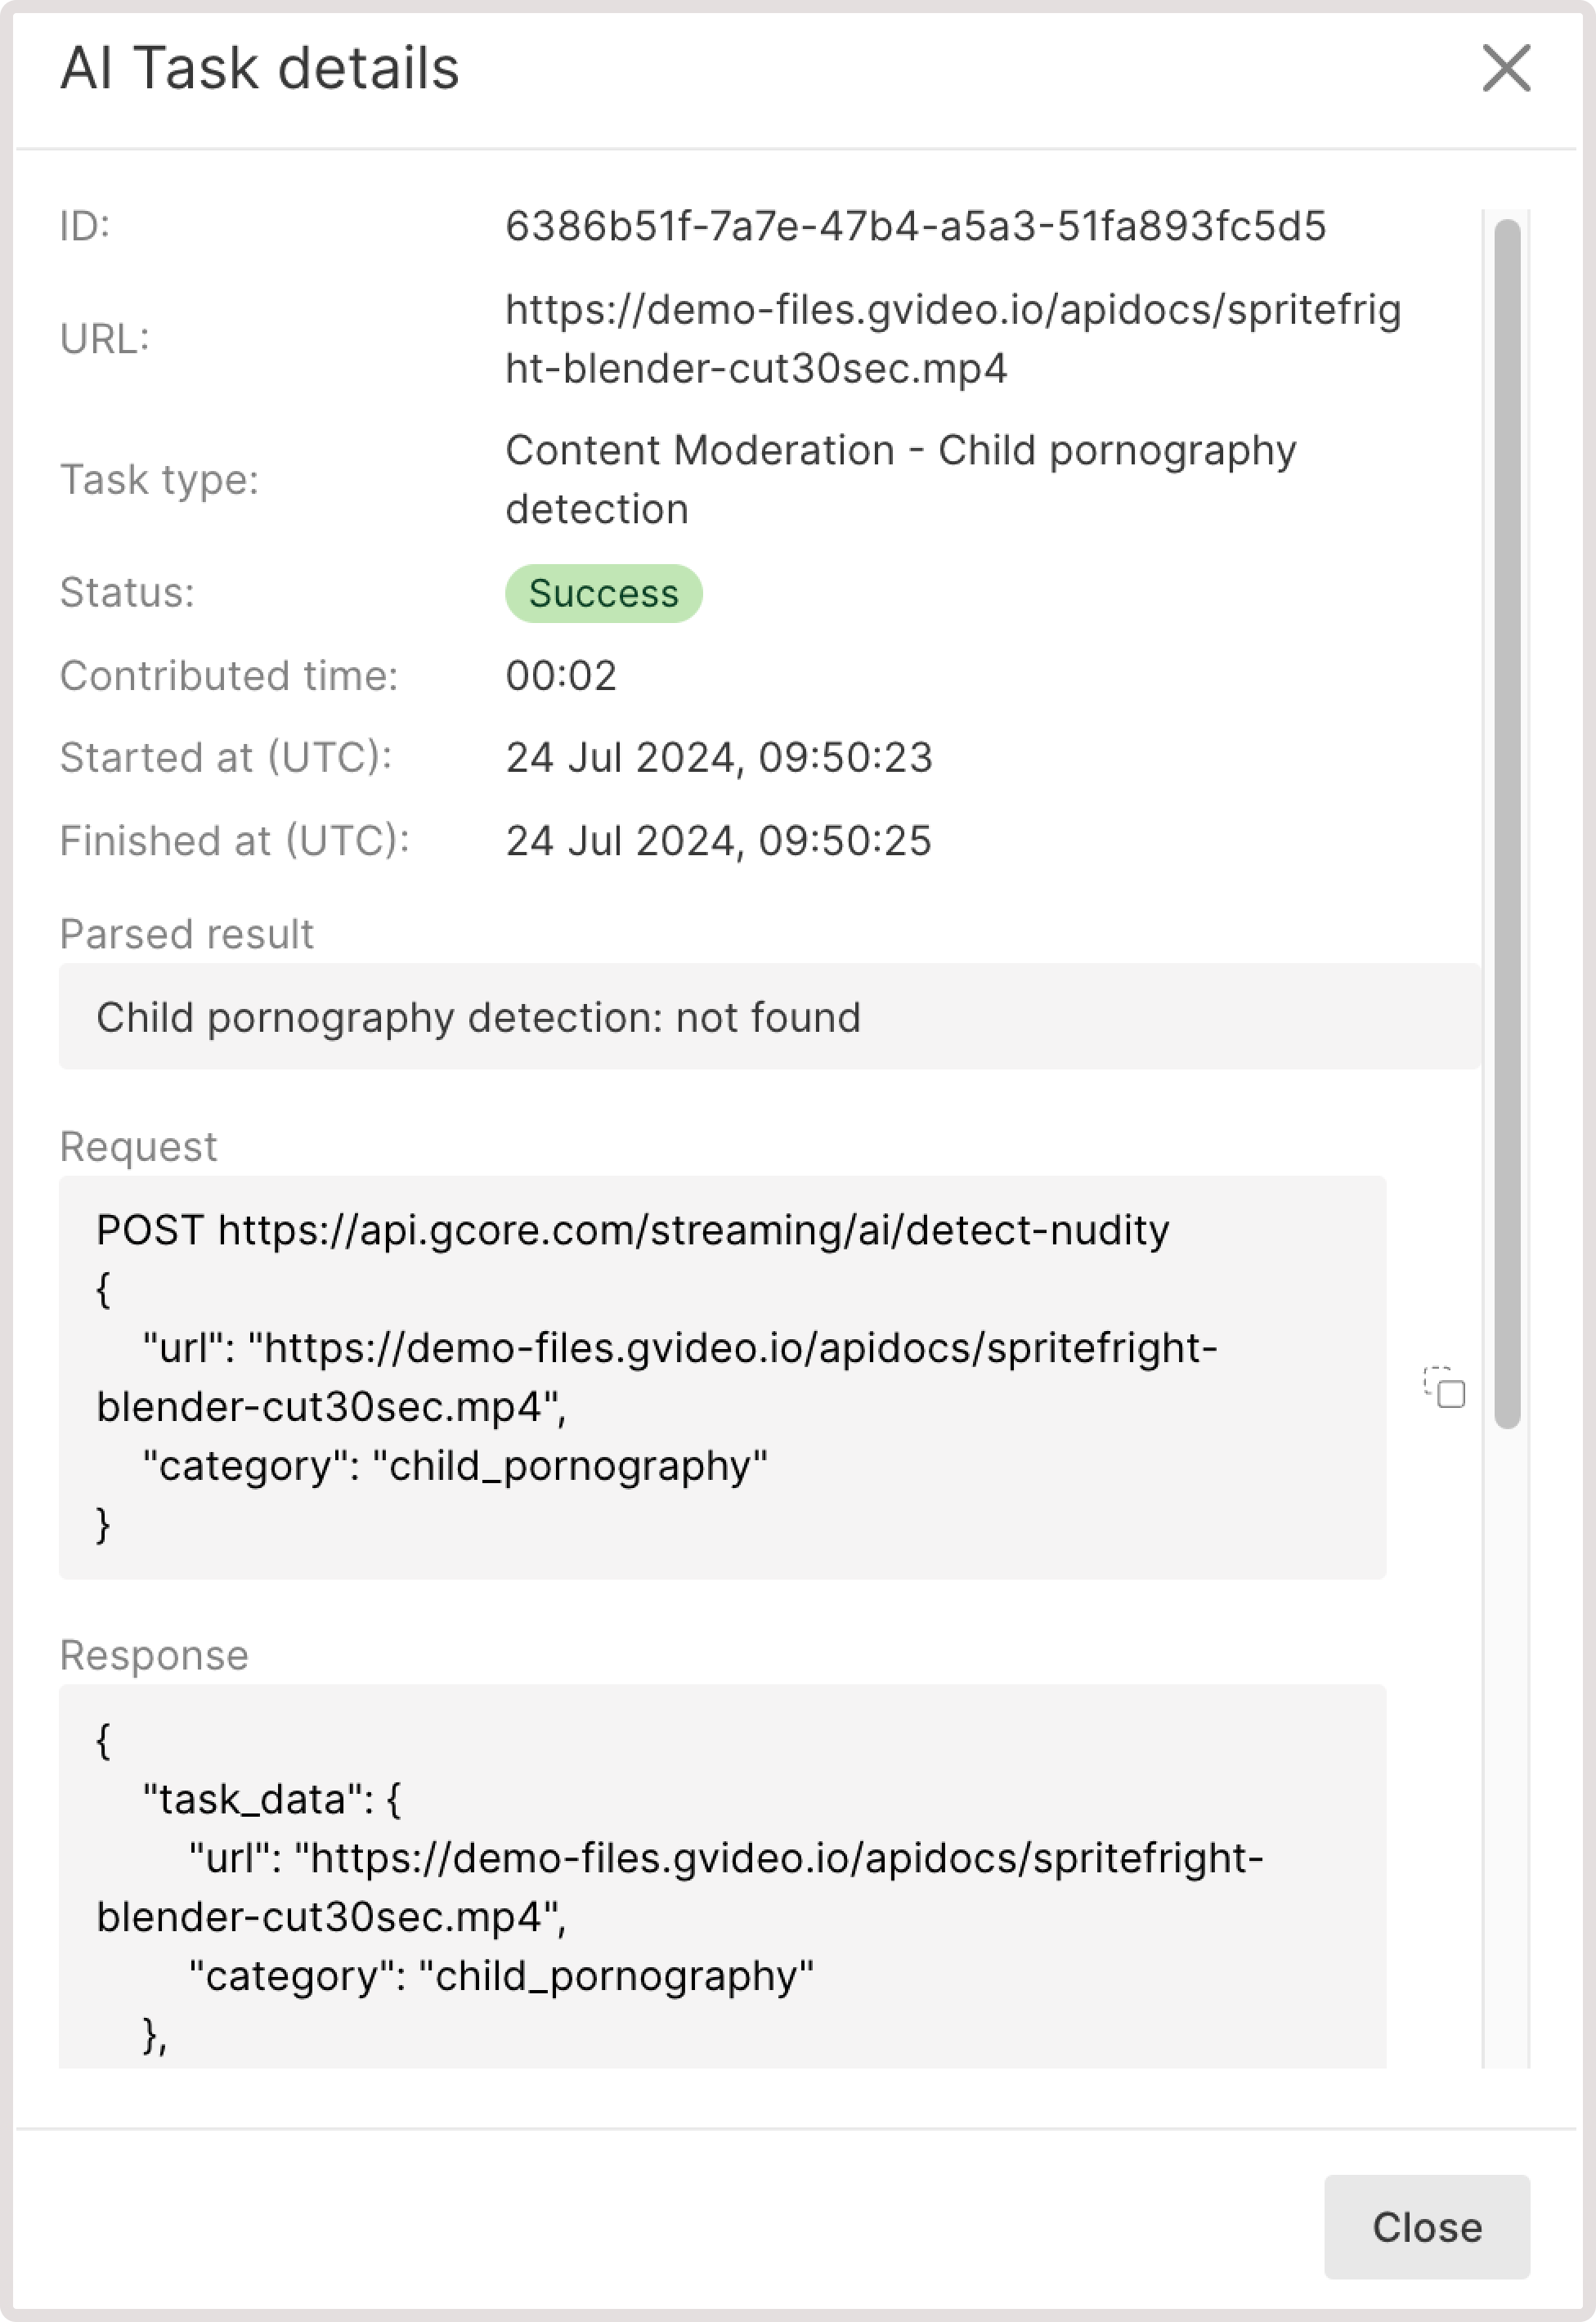 AI Task details
ID:
6386b51f-7a7e-47b4-a5a3-51fa893fc5d5
URL:
https://demo-files.gvideo.io/apidocs/spritefrig
ht-blender-cut30sec.mp4
Task type:
Content Moderation - Child pornography
detection
Status:
Success
Contributed time:
00:02
Started at (UTC):
24 Jul 2024, 09:50:23
Finished at (UTC):
24 Jul 2024, 09:50:25
Parsed result
Child pornography detection: not found
Request
POST https://api.gcore.com/streaming/ai/detect-nudity
{
"url": "https://demo-files.gvideo.io/apidocs/spritefright-
blender-cut30sec.mp4",
"category": "child_pornography"
}
Response
{
"task_data": {
"url": "https://demo-files.gvideo.io/apidocs/spritefright-
blender-cut30sec.mp4",
"category": "child_pornography"
},
Close